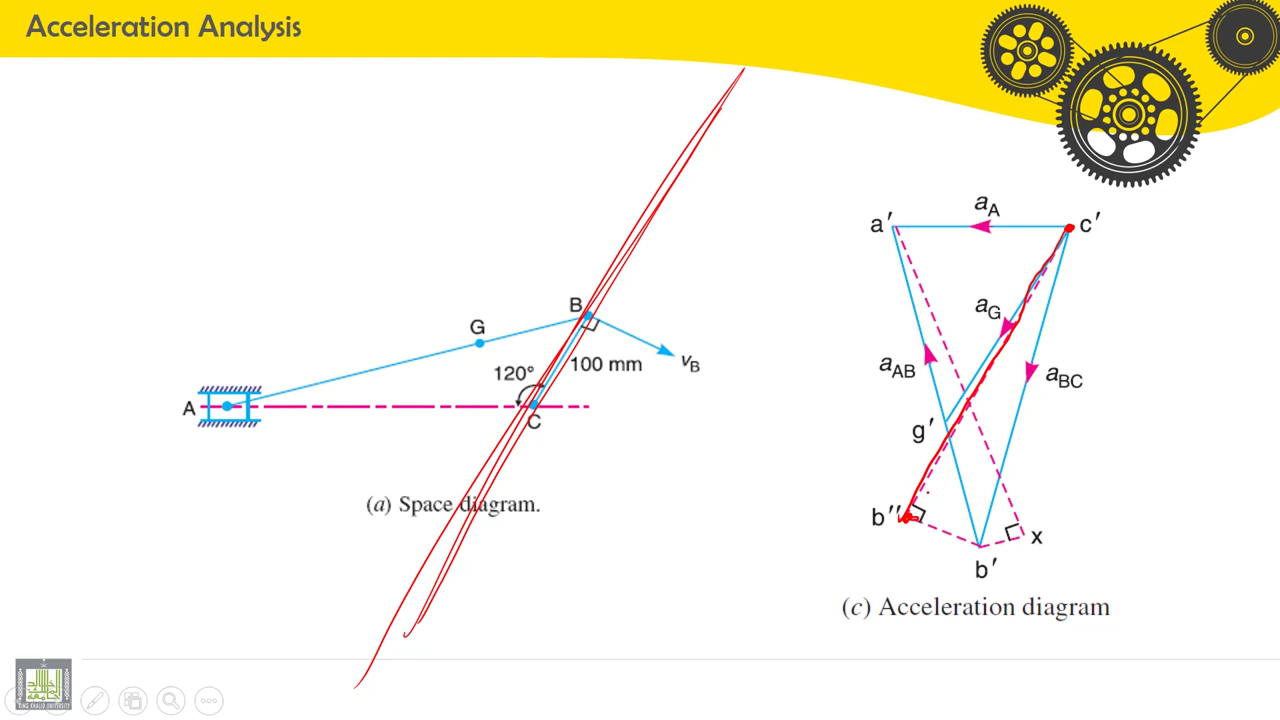 Acceleration Analysis
a′ aA c′
B
G
aG
100 mm vB
120°
aAB aBC
A
C
g′
(a) Space diagram.
b′′
x
b′
(c) Acceleration diagram